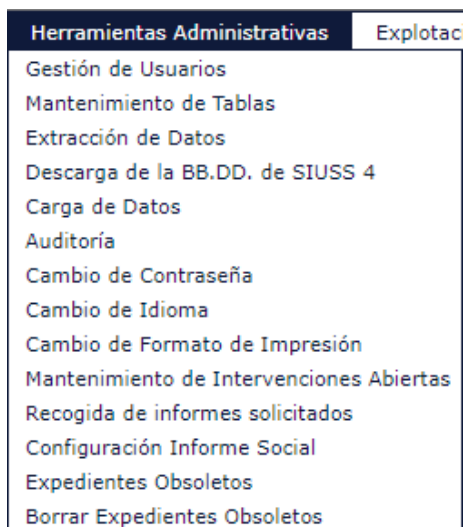 Herramientas Administrativas Explotaci
Gestión de Usuarios
Mantenimiento de Tablas
Extracción de Datos
Descarga de la BB.DD. de SIUSS 4
Carga de Datos
Auditoría
Cambio de Contraseña
Cambio de Idioma
Cambio de Formato de Impresión
Mantenimiento de Intervenciones Abiertas
Recogida de informes solicitados
Configuración Informe Social
Expedientes Obsoletos
Borrar Expedientes Obsoletos